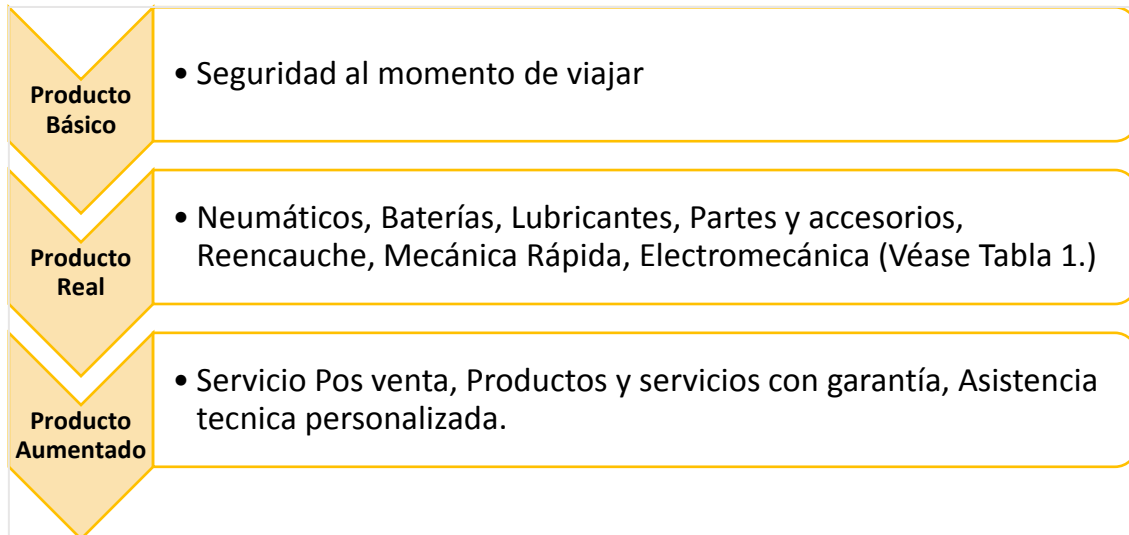 Producto
Básico
• Seguridad al momento de viajar
Producto
Real
• Neumáticos, Baterías, Lubricantes, Partes y accesorios,
Reencauche, Mecánica Rápida, Electromecánica (Véase Tabla 1.)
Producto
Aumentado
• Servicio Pos venta, Productos y servicios con garantía, Asistencia
tecnica personalizada.